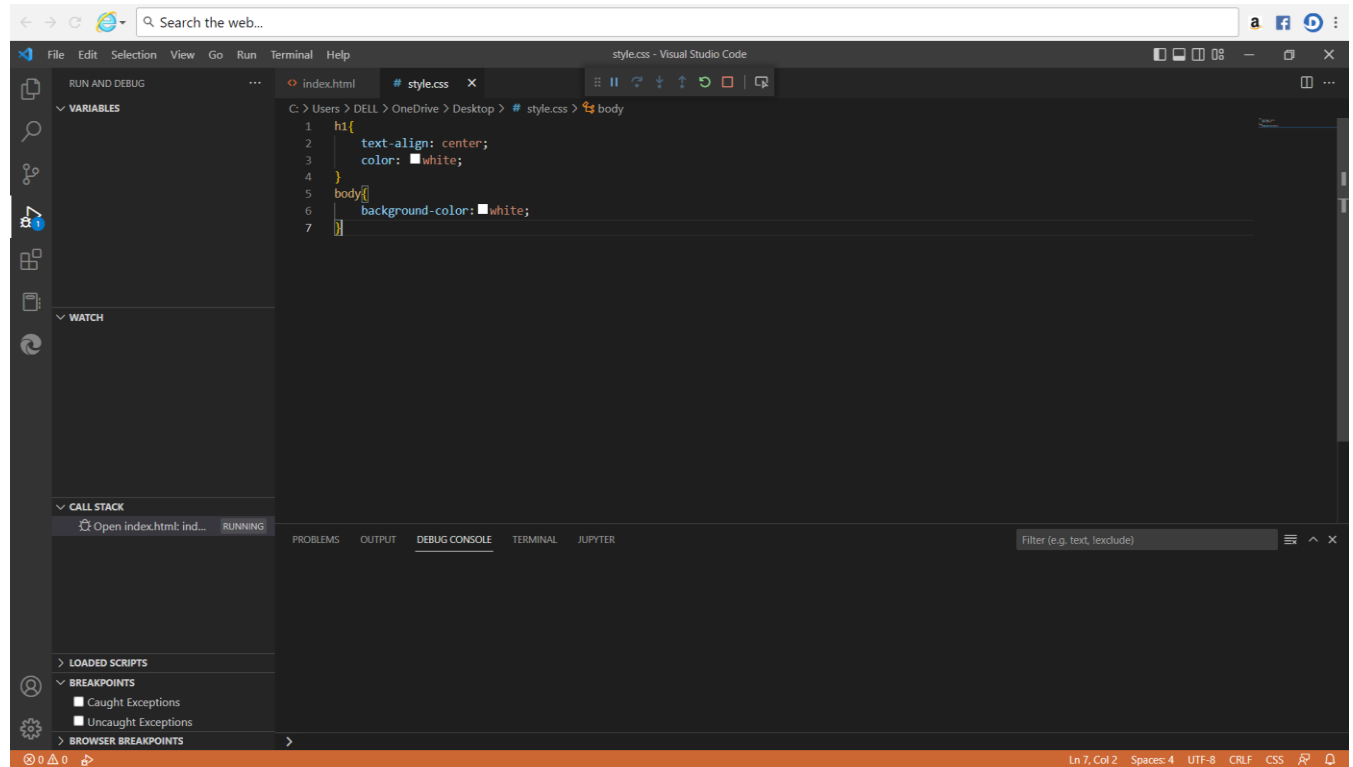 Search the web...
File Edit Selection View Go Run Terminal Help
style.css - Visual Studio Code
RUN AND DEBUG
index.html
# style.css
VARIABLES
C: > Users > DELL > OneDrive > Desktop > # style.css > body
1 h1{
2 text-align: center;
3 color: white;
4 }
5 body{
6 background-color: white;
7 }
WATCH
CALL STACK
Open index.html: ind... RUNNING
PROBLEMS OUTPUT DEBUG CONSOLE TERMINAL JUPYTER
Filter (e.g. text, !exclude)
LOADED SCRIPTS
BREAKPOINTS
Caught Exceptions
Uncaught Exceptions
BROWSER BREAKPOINTS
>
0 0
Ln 7, Col 2 Spaces: 4 UTF-8 CRLF CSS